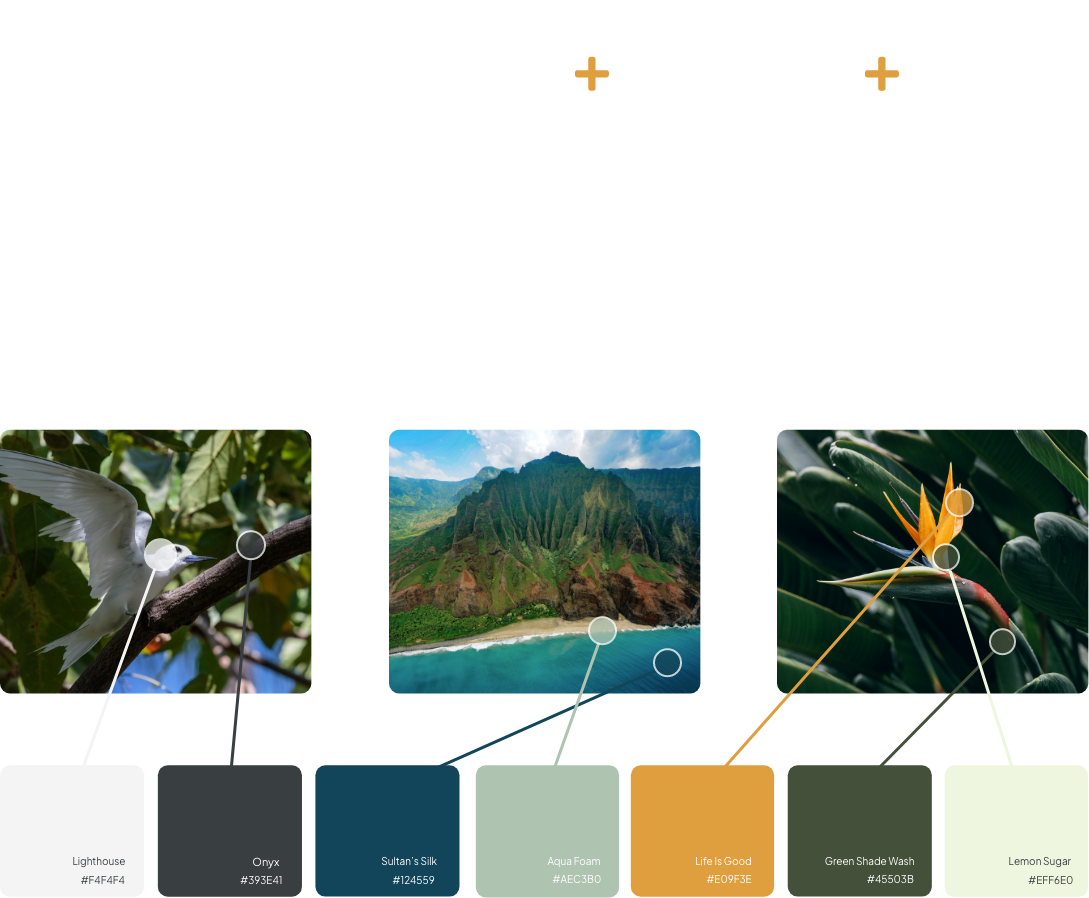 Lighthouse
#F4F4F4
Onyx
#393E41
Sultan's Silk
#124559
Aqua Foam
#AEC3B0
Life Is Good
#E09F3E
Green Shade Wash
#45503B
Lemon Sugar
#EFF6E0